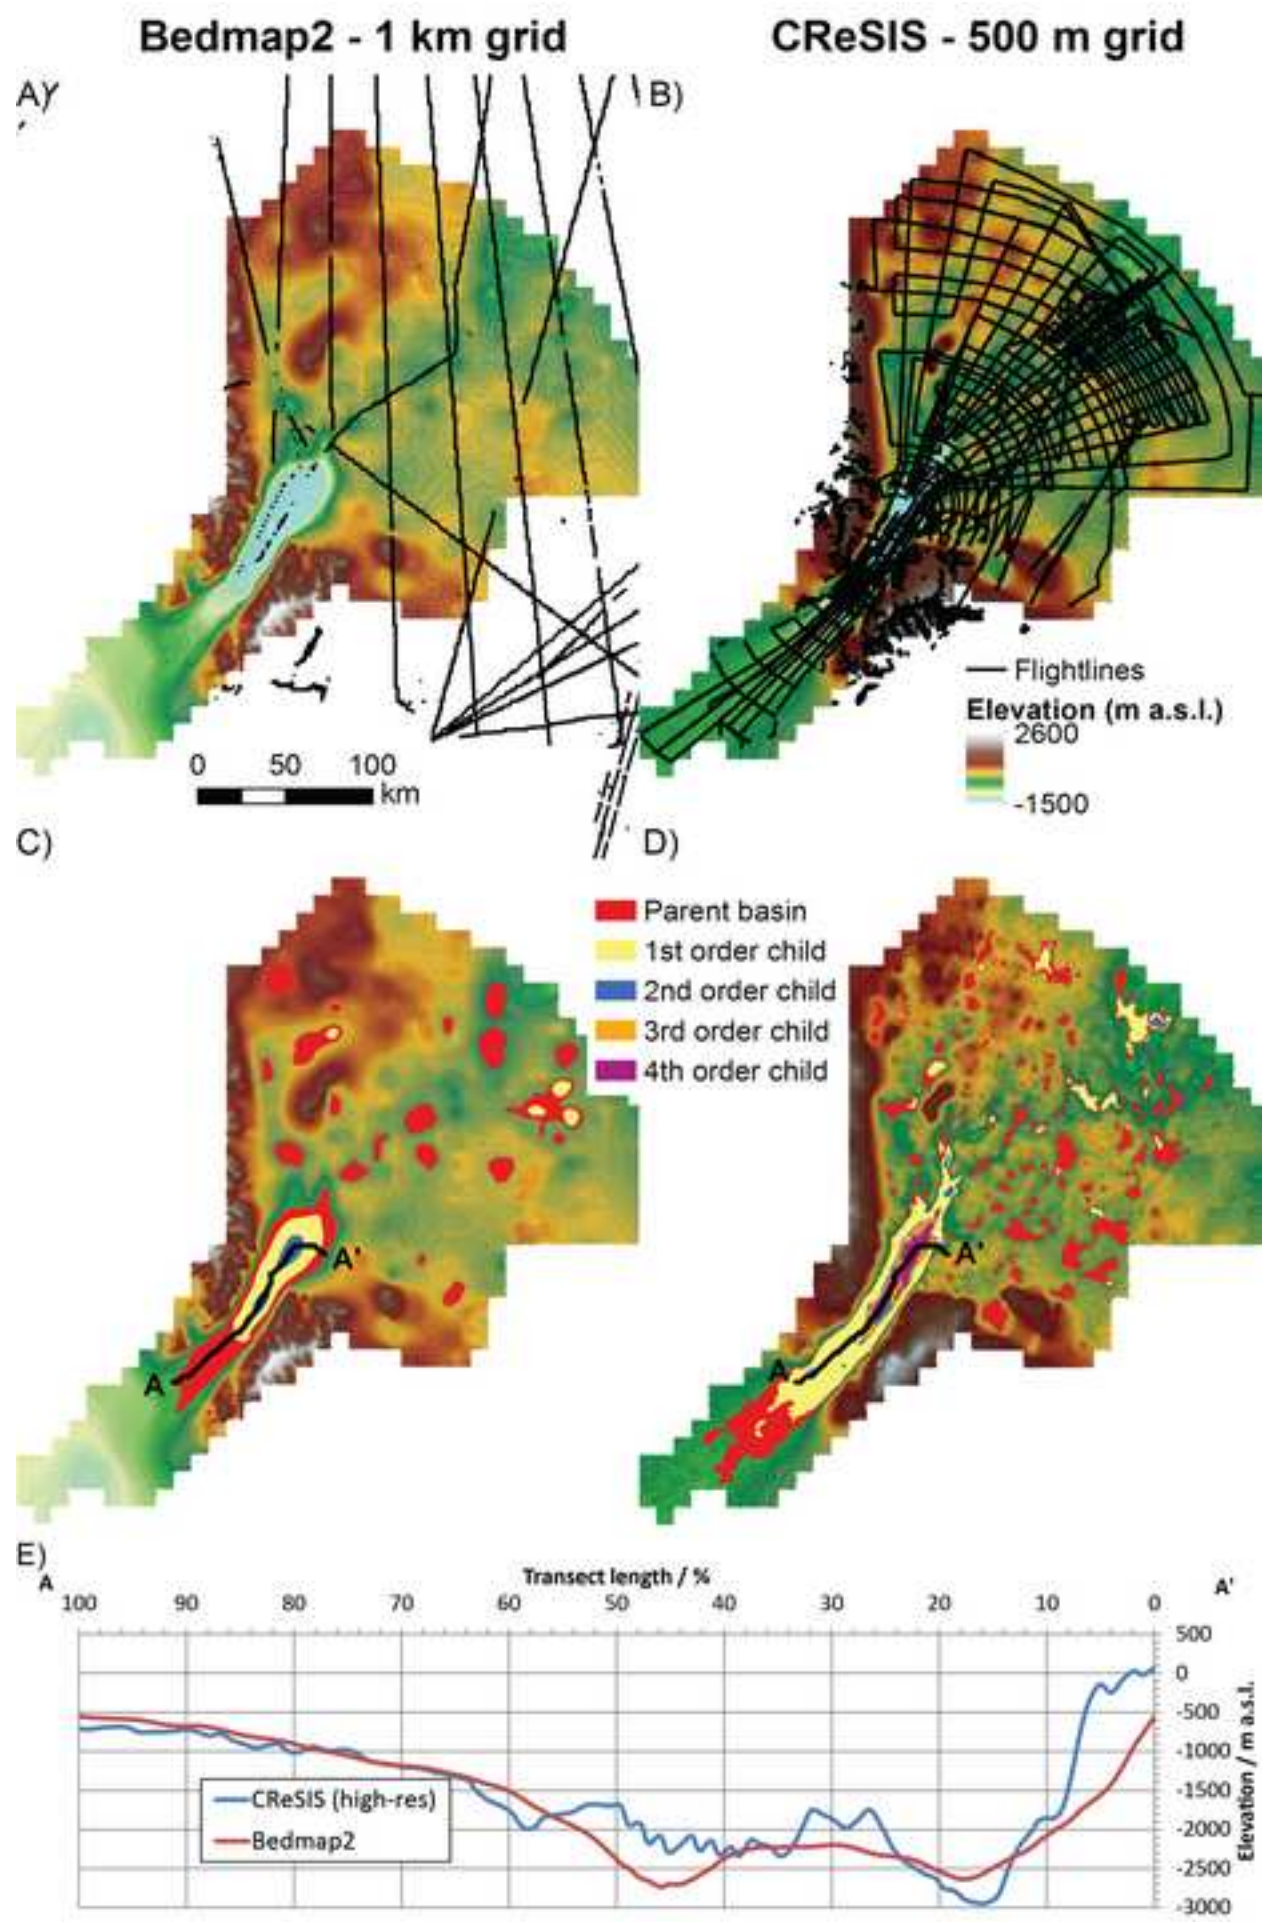 Bedmap2 - 1 km grid
CReSIS - 500 m grid
A)
B)
Flightlines
Elevation (m a.s.l.)
2600
-1500
0 50 100
km
C)
D)
Parent basin
1st order child
2nd order child
3rd order child
4th order child
A'
A
A'
A
E)
A
Transect length / %
A'
100 90 80 70 60 50 40 30 20 10 0
500
0
-500
-1000
-1500
-2000
-2500
-3000
Elevation / m a.s.l.
CReSIS (high-res)
Bedmap2